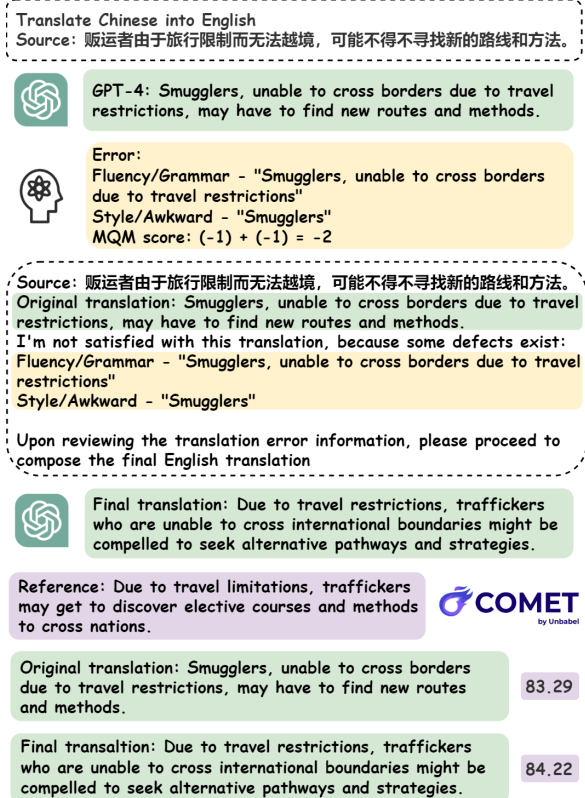 Translate Chinese into English
Source: 贩运者由于旅行限制而无法越境，可能不得不寻找新的路线和方法。
GPT-4: Smugglers, unable to cross borders due to travel
restrictions, may have to find new routes and methods.
Error:
Fluency/Grammar - "Smugglers, unable to cross borders
due to travel restrictions"
Style/Awkward - "Smugglers"
MQM score: (-1) + (-1) = -2
Source: 贩运者由于旅行限制而无法越境，可能不得不寻找新的路线和方法。
Original translation: Smugglers, unable to cross borders due to travel
restrictions, may have to find new routes and methods.
I'm not satisfied with this translation, because some defects exist:
Fluency/Grammar - "Smugglers, unable to cross borders due to travel
restrictions"
Style/Awkward - "Smugglers"
Upon reviewing the translation error information, please proceed to
compose the final English translation
Final translation: Due to travel restrictions, traffickers
who are unable to cross international boundaries might be
compelled to seek alternative pathways and strategies.
Reference: Due to travel limitations, traffickers
may get to discover elective courses and methods
to cross nations.
COMET
by Unbabel
Original translation: Smugglers, unable to cross borders
due to travel restrictions, may have to find new routes
and methods.
83.29
Final transaltion: Due to travel restrictions, traffickers
who are unable to cross international boundaries might be
compelled to seek alternative pathways and strategies.
84.22